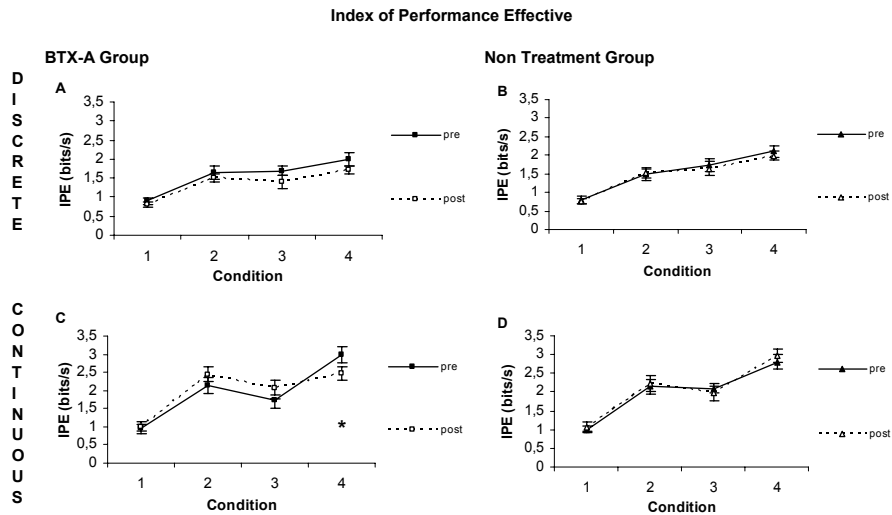 Index of Performance Effective
BTX-A Group
Non Treatment Group
DISCRETE
A
3,5
3
2,5
2
1,5
1
0,5
0
IPE (bits/s)
1 2 3 4
Condition
pre
post
B
3,5
3
2,5
2
1,5
1
0,5
0
IPE (bits/s)
1 2 3 4
Condition
pre
post
CONTINUOUS
C
3,5
3
2,5
2
1,5
1
0,5
0
IPE (bits/s)
*
1 2 3 4
Condition
pre
post
D
3,5
3
2,5
2
1,5
1
0,5
0
IPE (bits/s)
1 2 3 4
Condition
pre
post